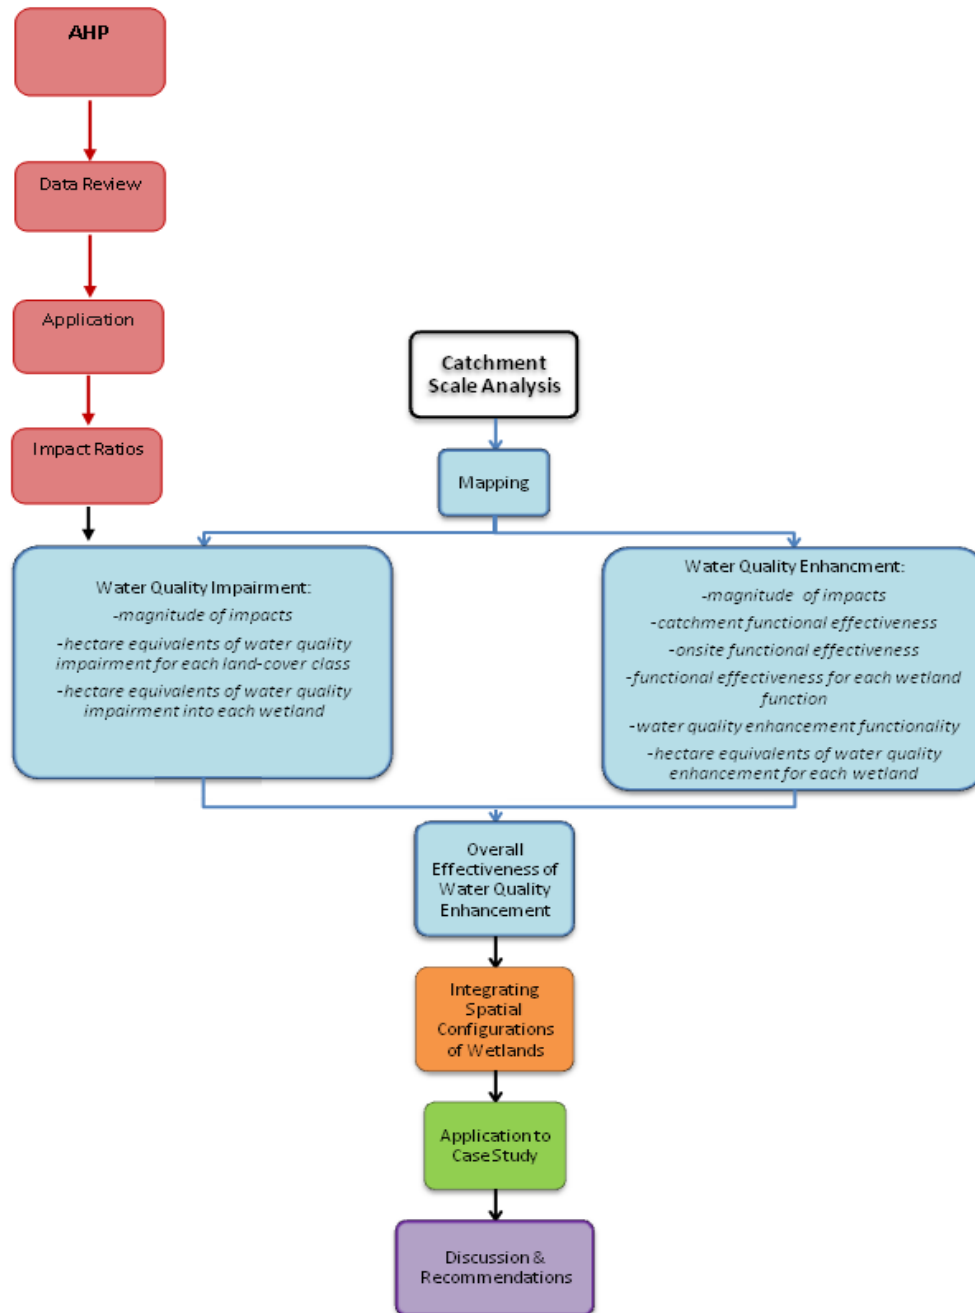 AHP
Data Review
Application
Impact Ratios
Catchment
Scale Analysis
Mapping
Water Quality Impairment:
-magnitude of impacts
-hectare equivalents of water quality
impairment for each land-cover class
-hectare equivalents of water quality
impairment into each wetland
Water Quality Enhancment:
-magnitude of impacts
-catchment functional effectiveness
-onsite functional effectiveness
-functional effectiveness for each wetland
function
-water quality enhancement functionality
-hectare equivalents of water quality
enhancement for each wetland
Overall
Effectiveness of
Water Quality
Enhancement
Integrating
Spatial
Configurations
of Wetlands
Application to
Case Study
Discussion &
Recommendations